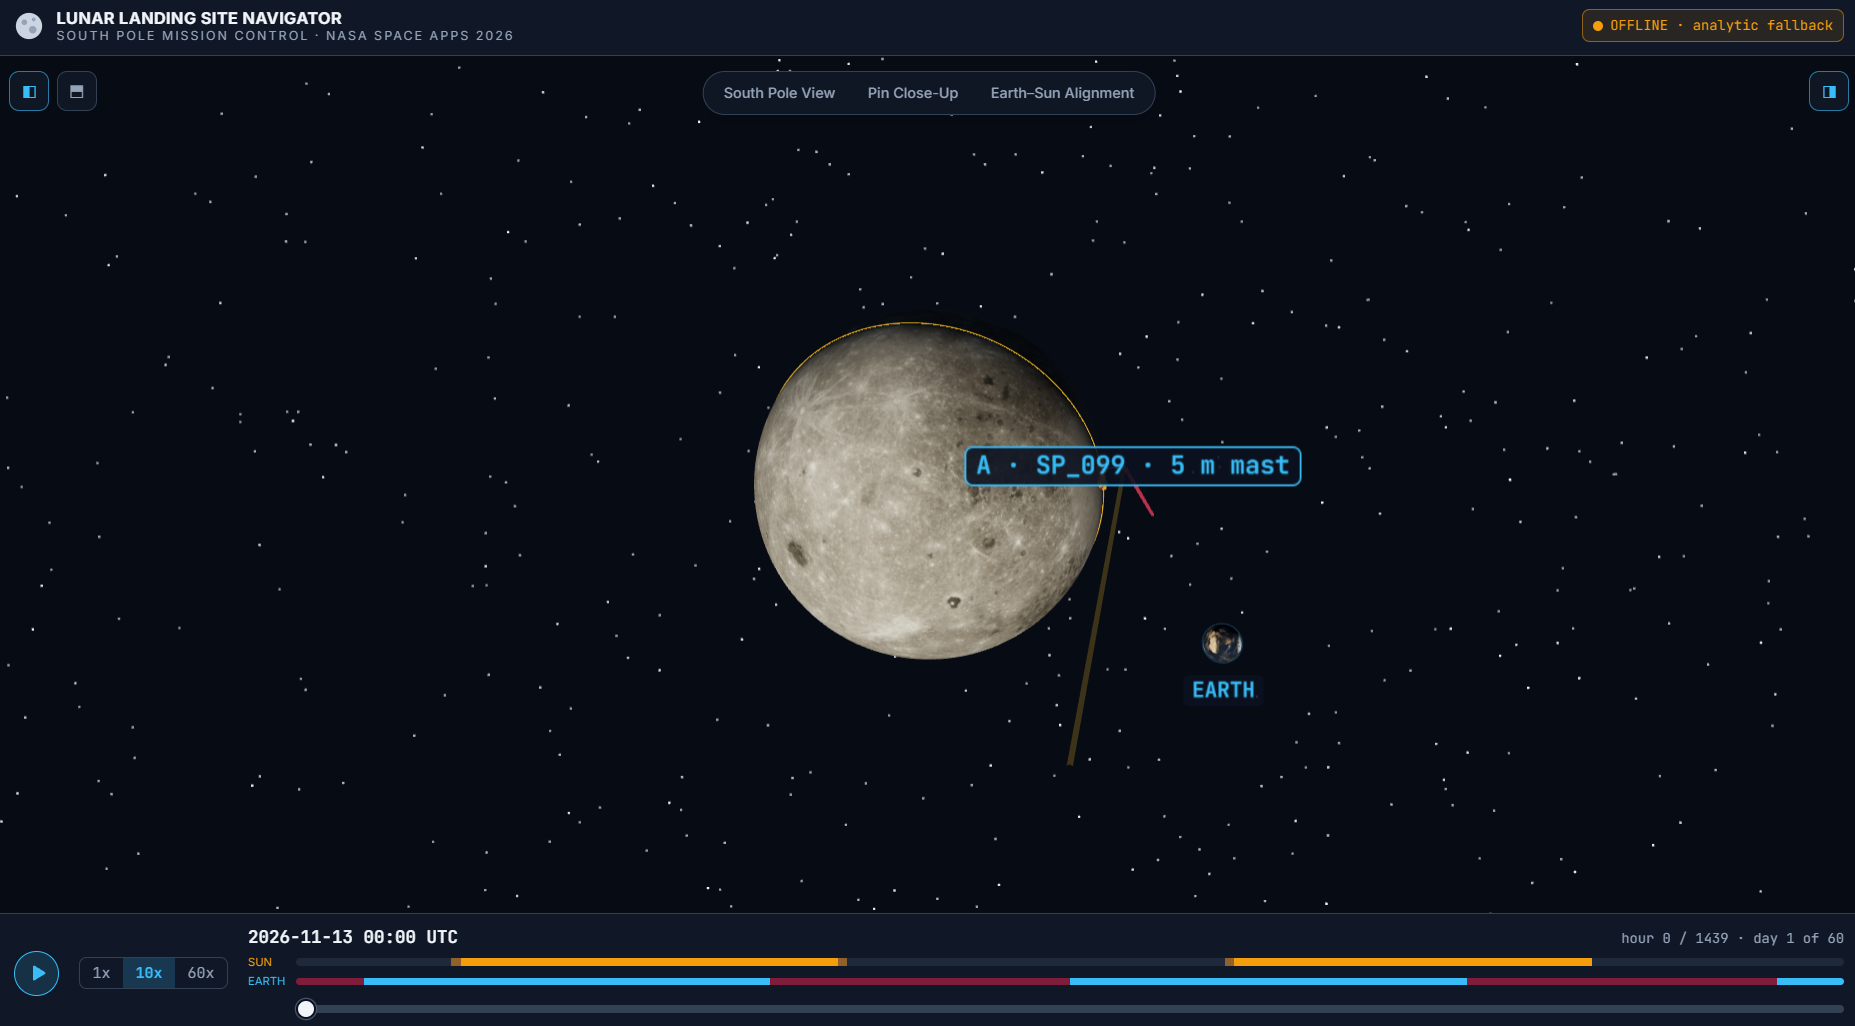 LUNAR LANDING SITE NAVIGATOR
SOUTH POLE MISSION CONTROL · NASA SPACE APPS 2026
OFFLINE · analytic fallback
South Pole View
Pin Close-Up
Earth–Sun Alignment
A · SP_099 · 5 m mast
EARTH
2026-11-13 00:00 UTC
hour 0 / 1439 · day 1 of 60
1x
10x
60x
SUN
EARTH